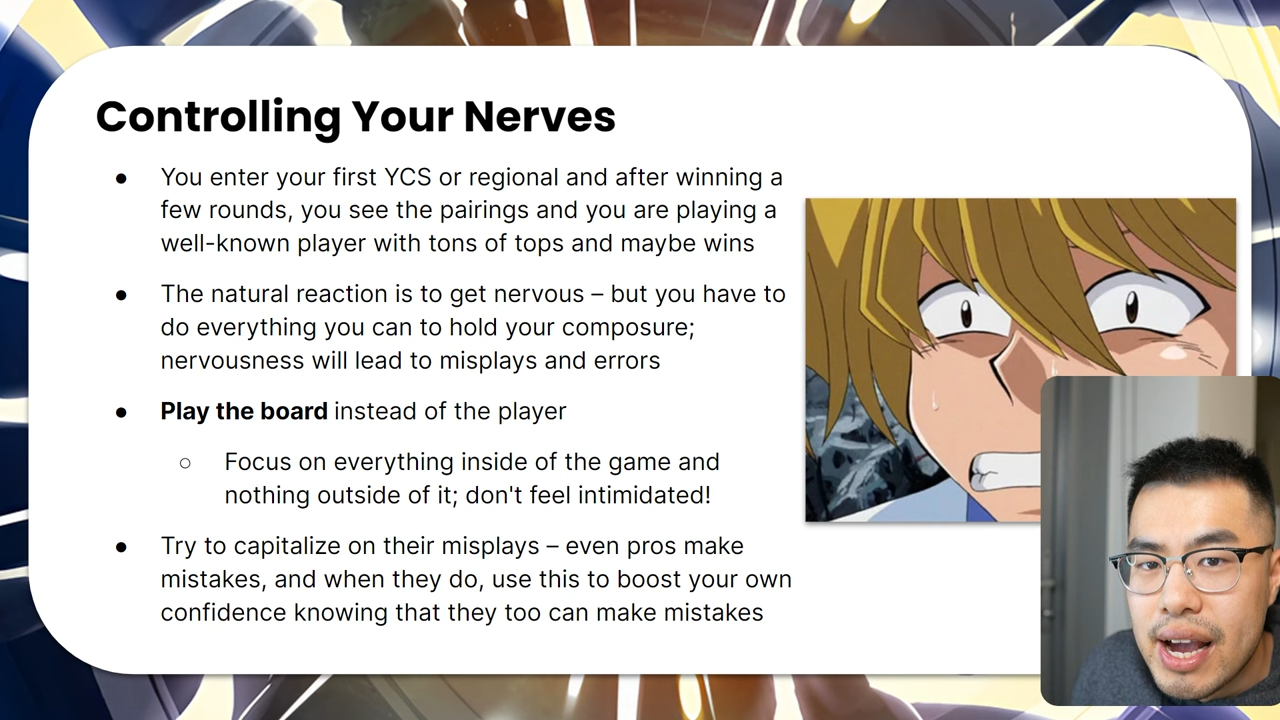 Controlling Your Nerves
● You enter your first YCS or regional and after winning a
few rounds, you see the pairings and you are playing a
well-known player with tons of tops and maybe wins
● The natural reaction is to get nervous – but you have to
do everything you can to hold your composure;
nervousness will lead to misplays and errors
● Play the board instead of the player
○ Focus on everything inside of the game and
nothing outside of it; don't feel intimidated!
● Try to capitalize on their misplays – even pros make
mistakes, and when they do, use this to boost your own
confidence knowing that they too can make mistakes